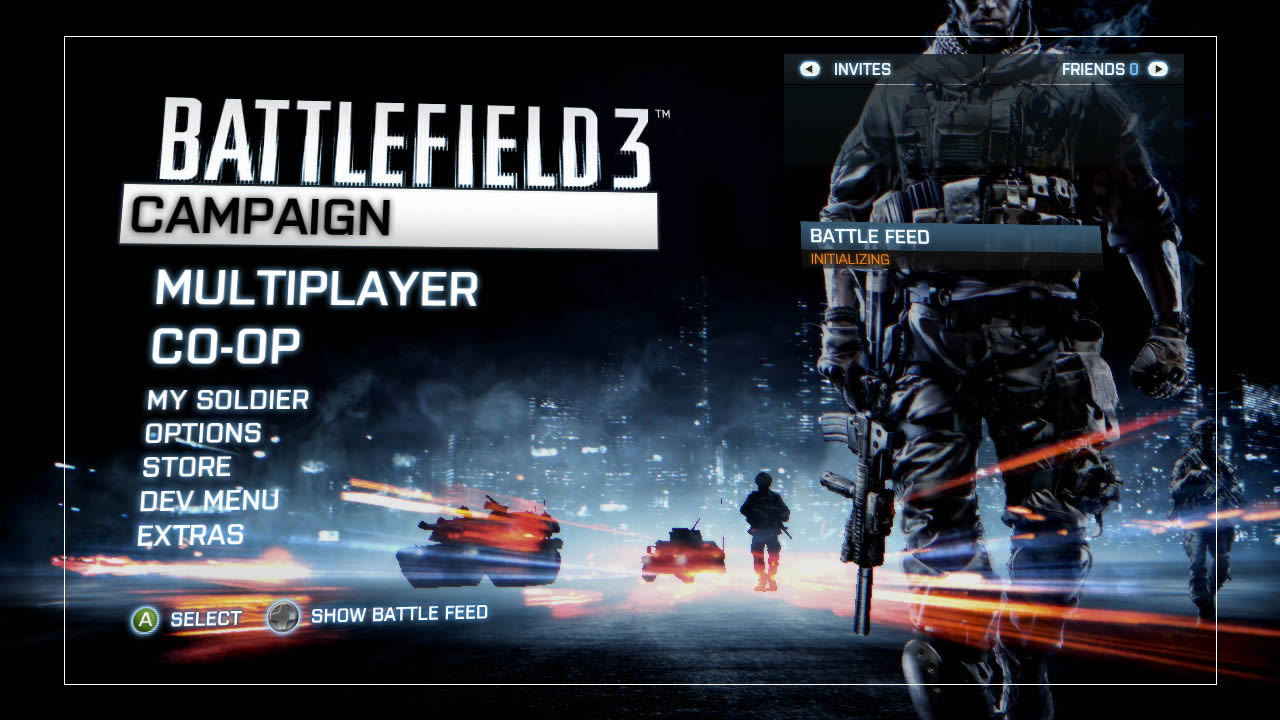 BATTLEFIELD 3™
CAMPAIGN
MULTIPLAYER
CO-OP
MY SOLDIER
OPTIONS
STORE
DEV MENU
EXTRAS
A SELECT SHOW BATTLE FEED
INVITES FRIENDS 0
BATTLE FEED
INITIALIZING